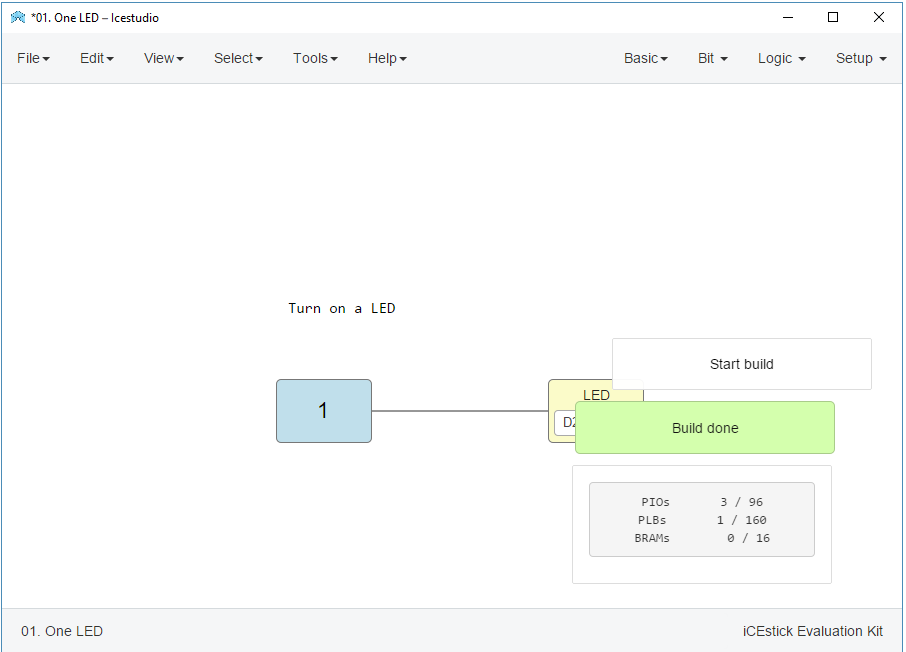 *01. One LED – Icestudio
File Edit View Select Tools Help Basic Bit Logic Setup
Turn on a LED
Start build
1
LED
Build done
PIOs 3 / 96
PLBs 1 / 160
BRAMs 0 / 16
01. One LED iCEstick Evaluation Kit